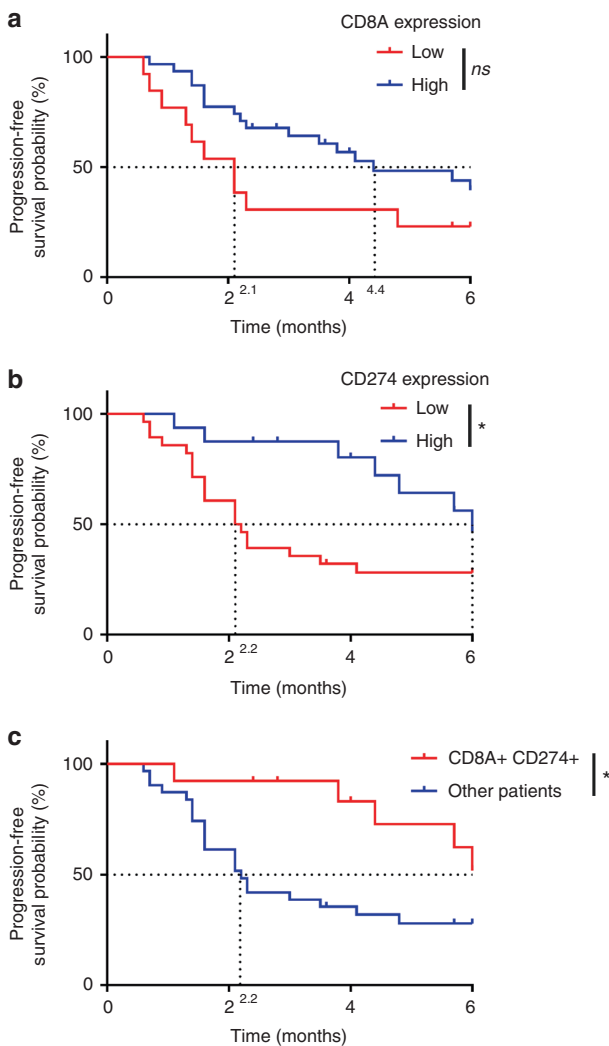 a
CD8A expression
Low
High
ns
Progression-free
survival probability (%)
100
50
0
0
2
2.1
4
4.4
6
Time (months)
b
CD274 expression
Low
High
*
Progression-free
survival probability (%)
100
50
0
0
2
2.2
4
6
Time (months)
c
CD8A+ CD274+
Other patients
*
Progression-free
survival probability (%)
100
50
0
0
2
2.2
4
6
Time (months)